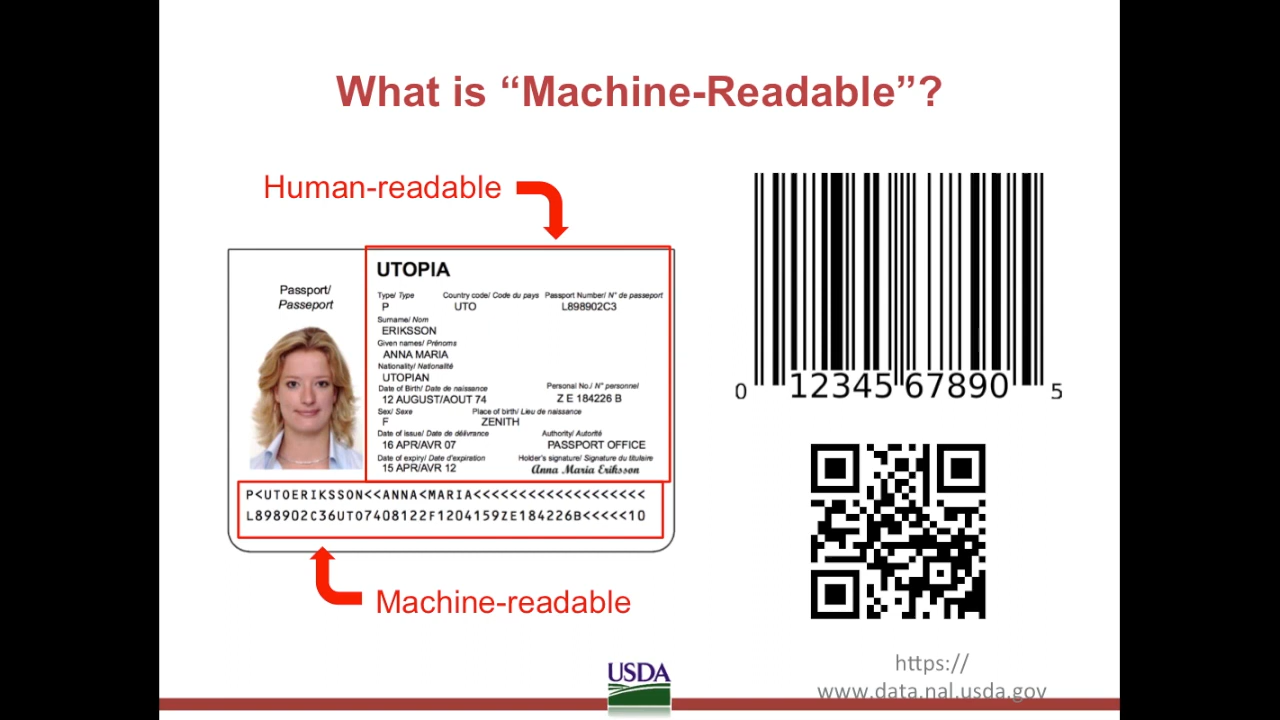 What is “Machine-Readable”?
Human-readable
Passport/
Passeport
UTOPIA
Type/ Type Country code/ Code du pays Passport Number/ N° de passeport
P UTO L898902C3
Surname/ Nom
ERIKSSON
Given names/ Prénoms
ANNA MARIA
Nationality/ Nationalité
UTOPIAN
Date of Birth/ Date de naissance Personal No./ N° personnel
12 AUGUST/AOUT 74 Z E 184226 B
Sex/ Sexe Place of birth/ Lieu de naissance
F ZENITH
Date of issue/ Date de délivrance Authority/ Autorité
16 APR/AVR 07 PASSPORT OFFICE
Date of expiry/ Date d'expiration Holder's signature/ Signature du titulaire
15 APR/AVR 12 Anna Maria Eriksson
P<UTOERIKSSON<<ANNA<MARIA<<<<<<<<<<<<<<<<<<<
L898902C36UTO7408122F1204159ZE184226B<<<<<10
Machine-readable
0 12345 67890 5
USDA
https://
www.data.nal.usda.gov